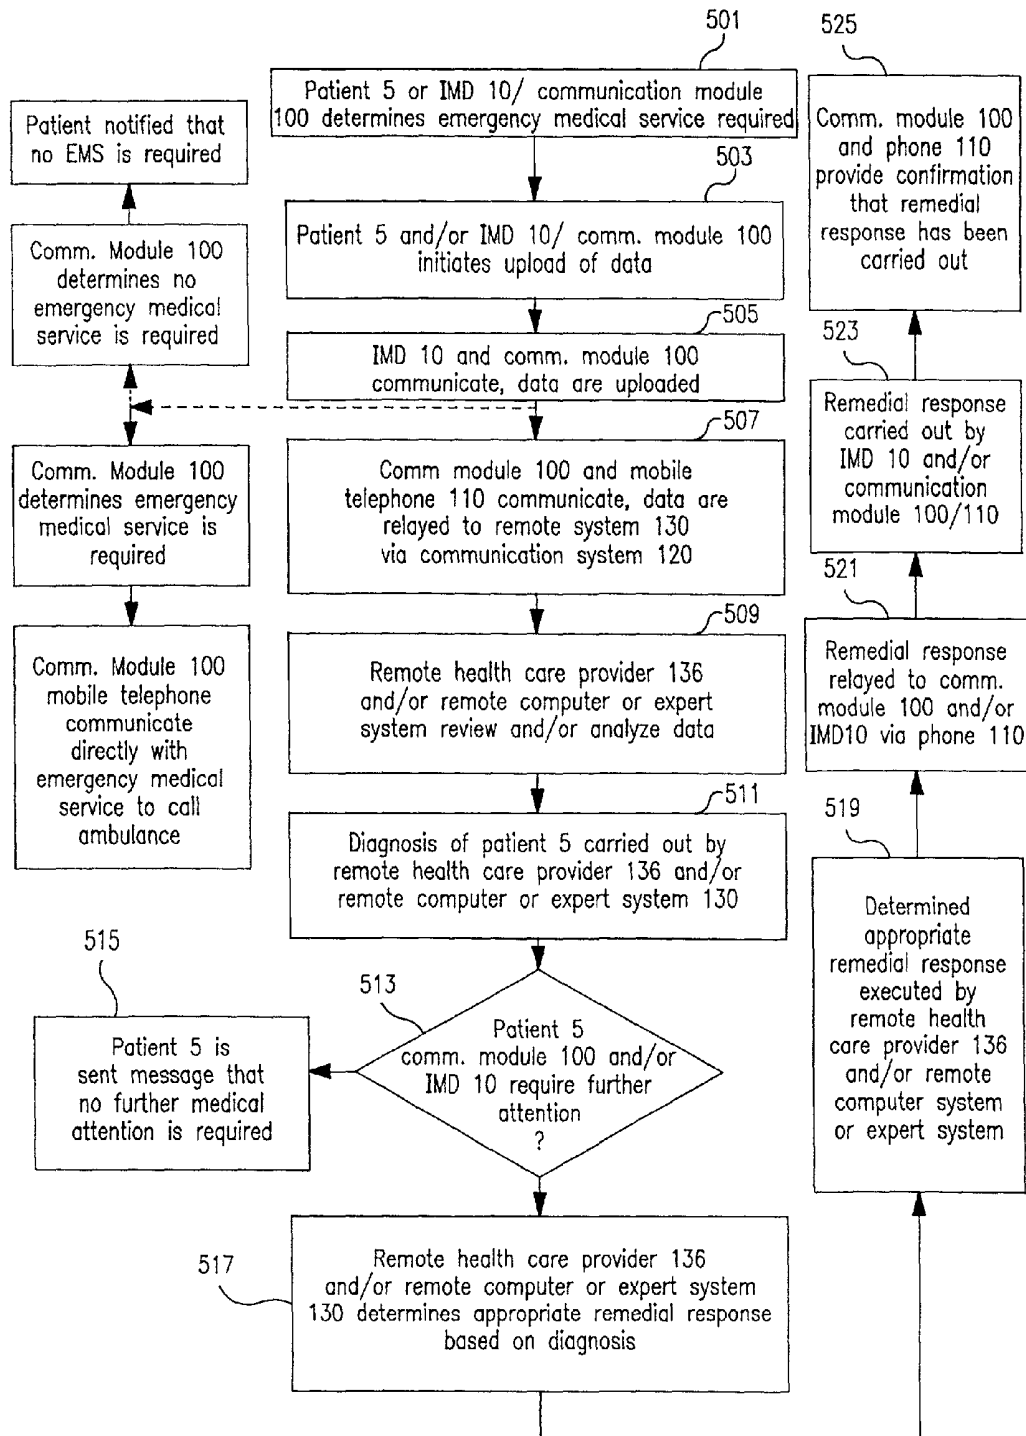 501
Patient 5 or IMD 10/ communication module
100 determines emergency medical service required
503
Patient 5 and/or IMD 10/ comm. module 100
initiates upload of data
505
IMD 10 and comm. module 100
communicate, data are uploaded
Patient notified that
no EMS is required
Comm. Module 100
determines no
emergency medical
service is required
Comm. Module 100
determines emergency
medical service is
required
Comm. Module 100
mobile telephone
communicate
directly with
emergency medical
service to call
ambulance
507
Comm module 100 and mobile
telephone 110 communicate, data are
relayed to remote system 130
via communication system 120
509
Remote health care provider 136
and/or remote computer or expert
system review and/or analyze data
511
Diagnosis of patient 5 carried out by
remote health care provider 136 and/or
remote computer or expert system 130
513
Patient 5
comm. module 100 and/or
IMD 10 require further
attention
?
515
Patient 5 is
sent message that
no further medical
attention is required
517
Remote health care provider 136
and/or remote computer or expert system
130 determines appropriate remedial response
based on diagnosis
519
Determined
appropriate
remedial response
executed by
remote health
care provider 136
and/or remote
computer system
or expert system
521
Remedial response
relayed to comm.
module 100 and/or
IMD10 via phone 110
523
Remedial response
carried out by
IMD 10 and/or
communication
module 100/110
525
Comm. module 100
and phone 110
provide confirmation
that remedial
response has been
carried out